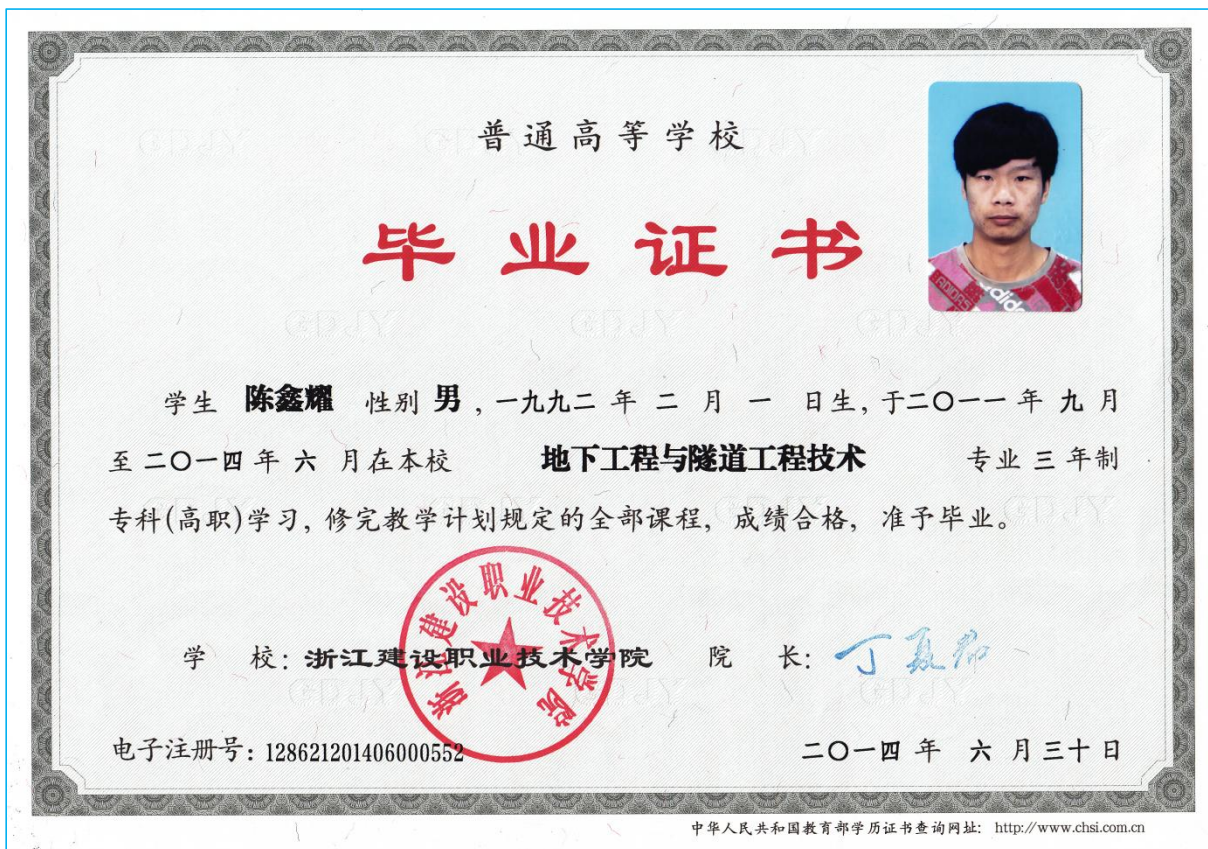 普通高等学校
毕业证书
学生 陈鑫耀 性别 男 , 一九九二 年 二 月 一 日生, 于二〇一一 年 九 月
至 二〇一四 年 六 月在本校 地下工程与隧道工程技术 专业 三 年制
专科(高职)学习, 修完教学计划规定的全部课程, 成绩合格, 准予毕业。
浙江建设职业技术学院
学 校: 浙江建设职业技术学院 院 长: 丁夏君
电子注册号: 128621201406000552 二〇一四 年 六 月三十日
中华人民共和国教育部学历证书查询网址: http://www.chsi.com.cn
YJLDG
adidas
ADIDAS